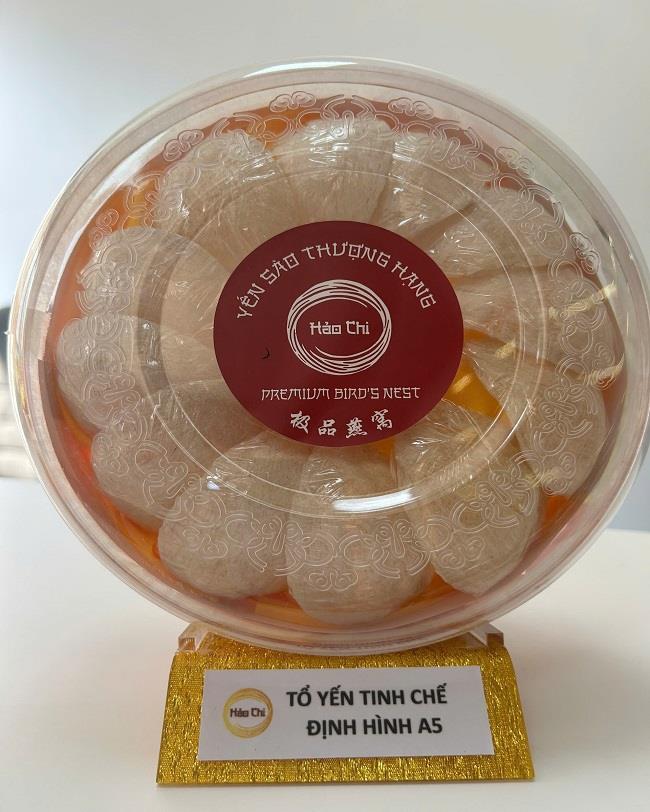 YẾN SÀO THƯỢNG HẠNG
Hảo Chi
PREMIUM BIRD'S NEST
极品燕窩
Hảo Chi
TỔ YẾN TINH CHẾ
ĐỊNH HÌNH A5